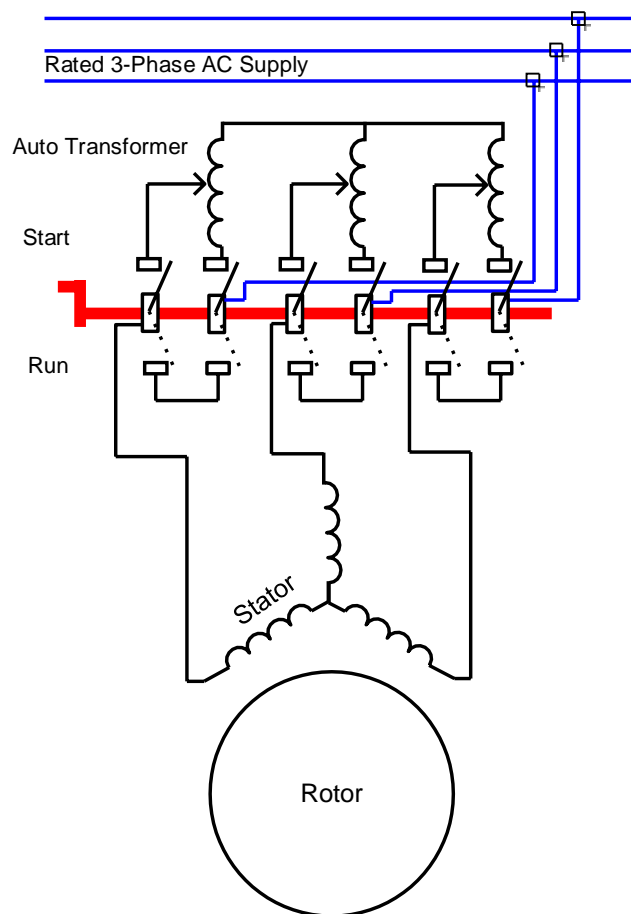 Rated 3-Phase AC Supply
Auto Transformer
Start
Run
Stator
Rotor